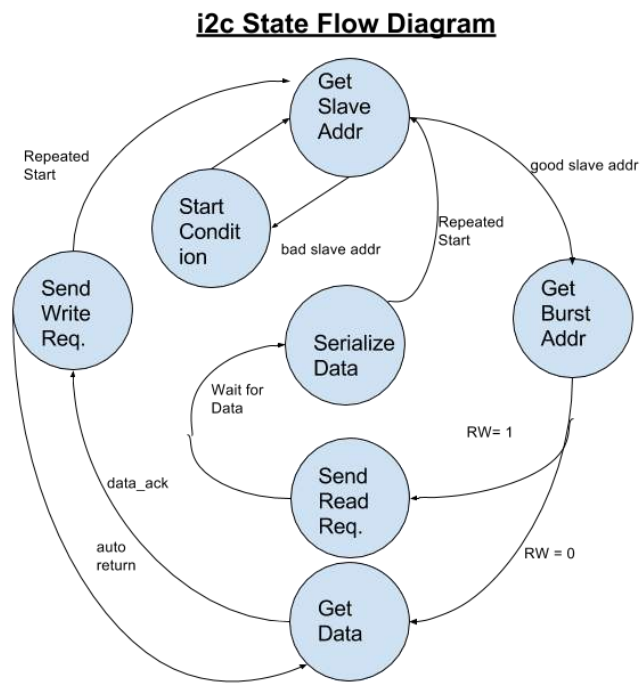 i2c State Flow Diagram
Get
Slave
Addr
Repeated
Start
good slave addr
Start
Condit
ion
bad slave addr
Repeated
Start
Send
Write
Req.
Get
Burst
Addr
Serialize
Data
Wait for
Data
RW= 1
Send
Read
Req.
data_ack
auto
return
RW = 0
Get
Data